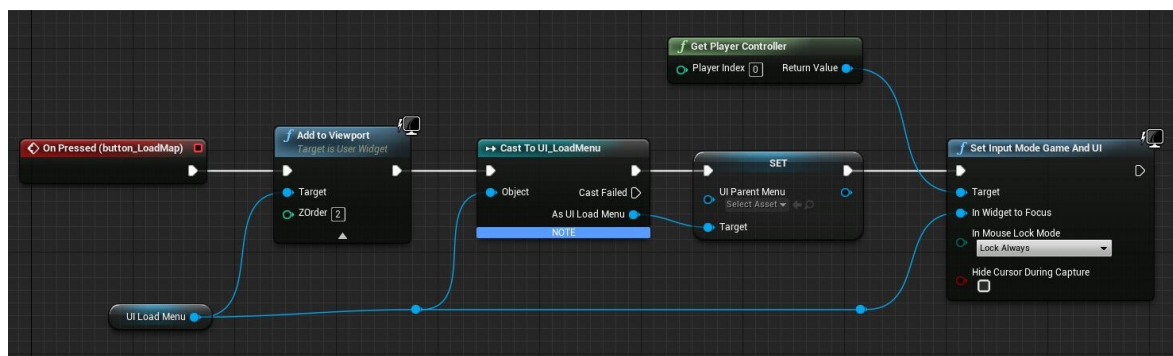 Get Player Controller
Player Index 0 Return Value
On Pressed (button_LoadMap)
Add to Viewport
Target is User Widget
Target
ZOrder 2
Cast To UI_LoadMenu
Object Cast Failed
As UI Load Menu
NOTE
SET
UI Parent Menu
Select Asset
Target
Set Input Mode Game And UI
Target
In Widget to Focus
In Mouse Lock Mode
Lock Always
Hide Cursor During Capture
UI Load Menu